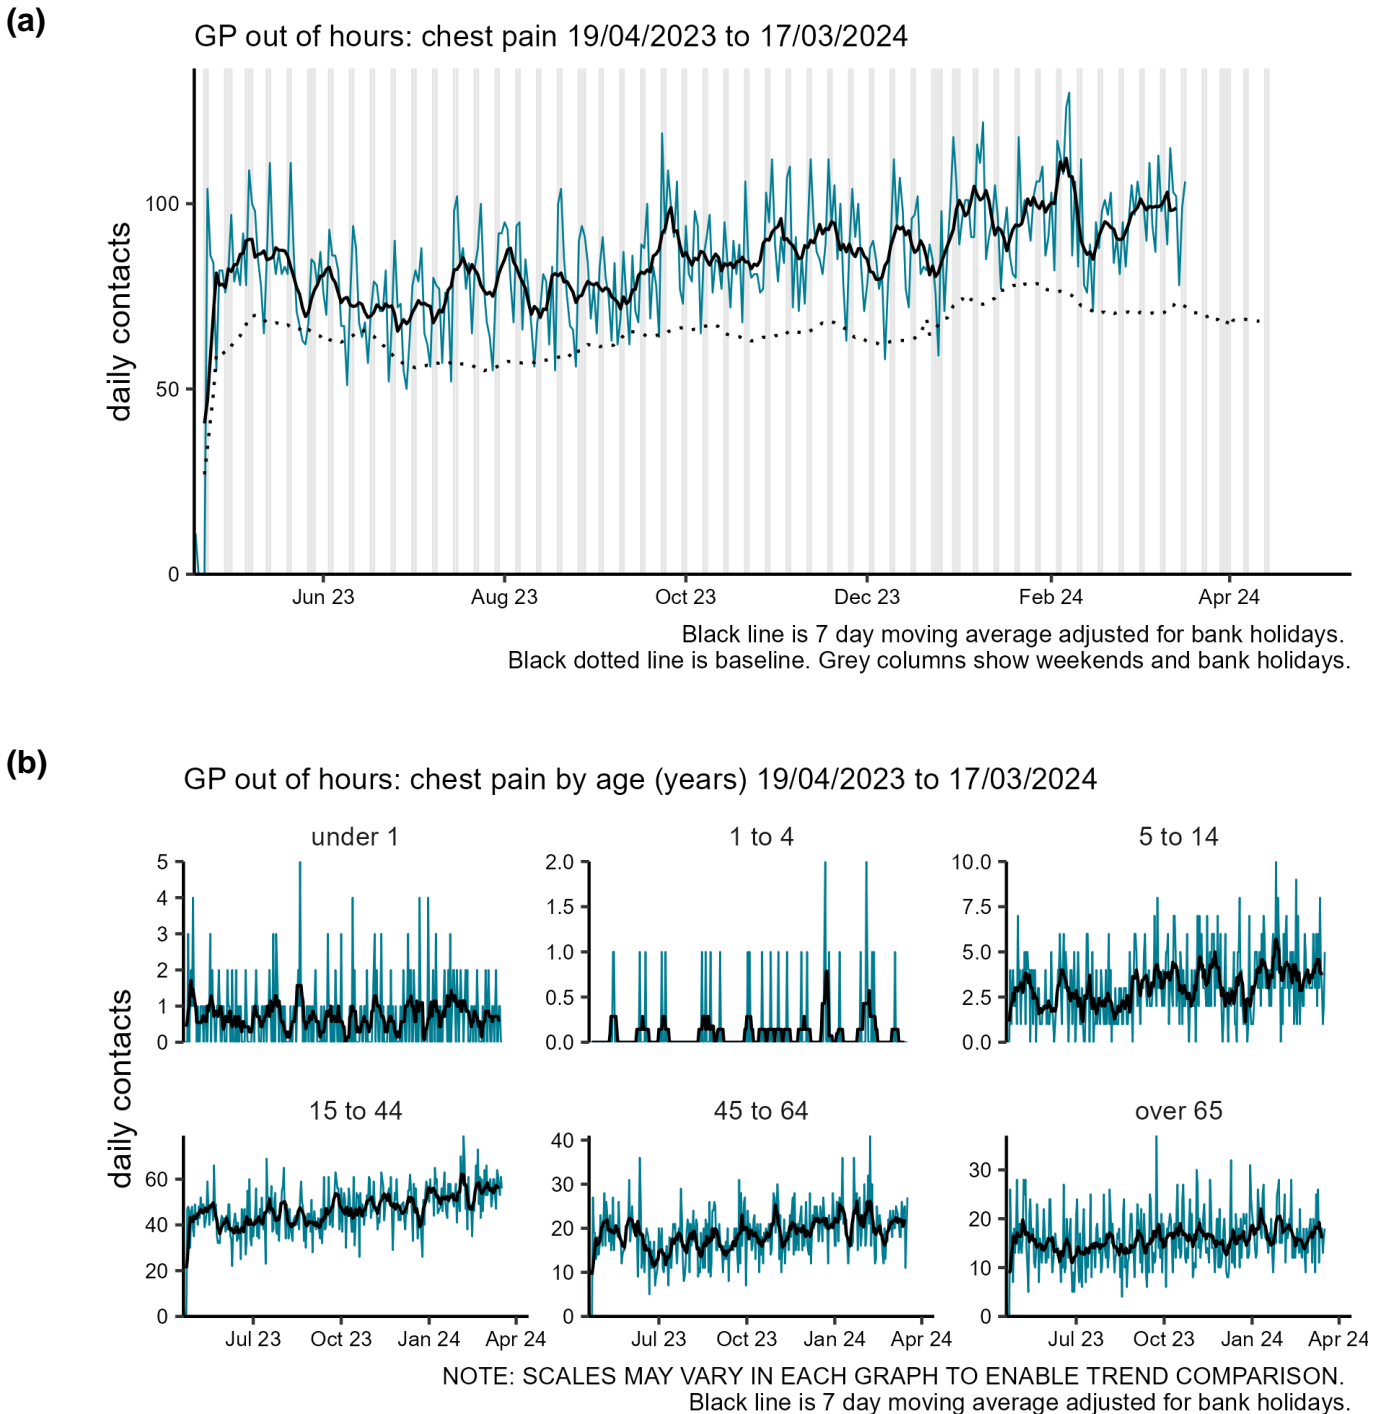 (a)
GP out of hours: chest pain 19/04/2023 to 17/03/2024
daily contacts
100
50
0
Jun 23 Aug 23 Oct 23 Dec 23 Feb 24 Apr 24
Black line is 7 day moving average adjusted for bank holidays.
Black dotted line is baseline. Grey columns show weekends and bank holidays.
(b)
GP out of hours: chest pain by age (years) 19/04/2023 to 17/03/2024
daily contacts
under 1
5
4
3
2
1
0
1 to 4
2.0
1.5
1.0
0.5
0.0
5 to 14
10.0
7.5
5.0
2.5
0.0
15 to 44
60
40
20
0
Jul 23 Oct 23 Jan 24 Apr 24
45 to 64
40
30
20
10
0
Jul 23 Oct 23 Jan 24 Apr 24
over 65
30
20
10
0
Jul 23 Oct 23 Jan 24 Apr 24
NOTE: SCALES MAY VARY IN EACH GRAPH TO ENABLE TREND COMPARISON.
Black line is 7 day moving average adjusted for bank holidays.